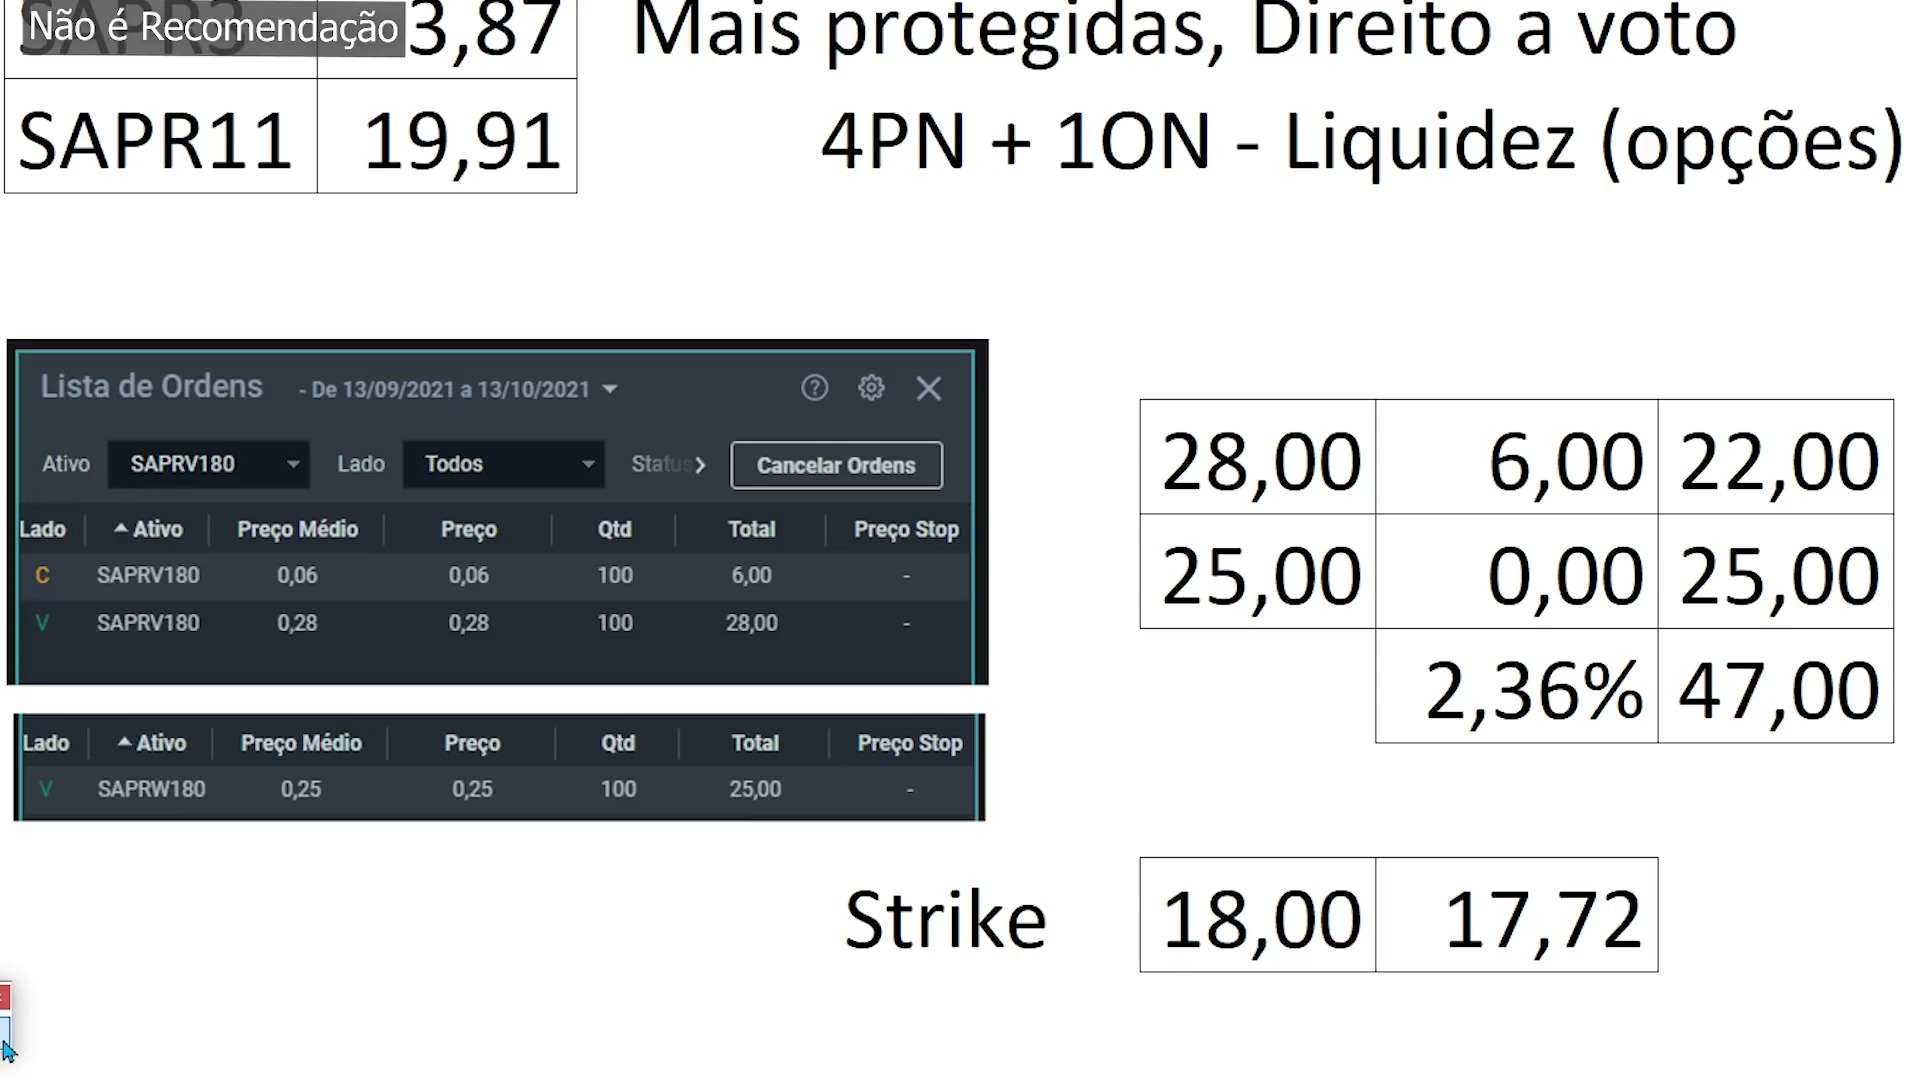 Não é Recomendação
SAPR3 3,87 Mais protegidas, Direito a voto
SAPR11 19,91 4PN + 1ON - Liquidez (opções)
Lista de Ordens - De 13/09/2021 a 13/10/2021
Ativo SAPRV180 Lado Todos Status Cancelar Ordens
Lado Ativo Preço Médio Preço Qtd Total Preço Stop
C SAPRV180 0,06 0,06 100 6,00 -
V SAPRV180 0,28 0,28 100 28,00 -
Lado Ativo Preço Médio Preço Qtd Total Preço Stop
V SAPRW180 0,25 0,25 100 25,00 -
28,00 6,00 22,00
25,00 0,00 25,00
2,36% 47,00
Strike 18,00 17,72